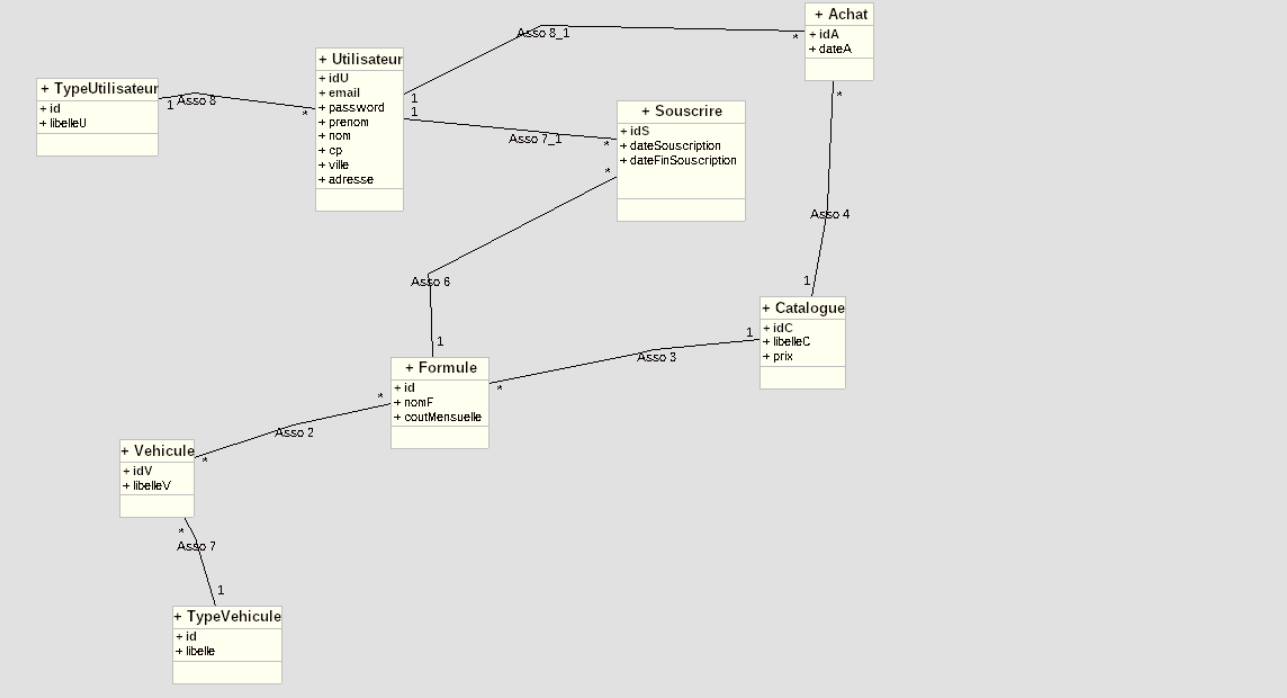 + Achat
+ idA
+ dateA
Asso 8_1
*
1
+ Utilisateur
+ idU
+ email
+ password
+ prenom
+ nom
+ cp
+ ville
+ adresse
+ TypeUtilisateur
+ id
+ libelleU
1
Asso 8
*
1
Asso 7_1
*
+ Souscrire
+ idS
+ dateSouscription
+ dateFinSouscription
*
Asso 6
1
*
Asso 4
1
+ Catalogue
+ idC
+ libelleC
+ prix
1
Asso 3
*
+ Formule
+ id
+ nomF
+ coutMensuelle
*
Asso 2
*
+ Vehicule
+ idV
+ libelleV
*
Asso 7
1
+ TypeVehicule
+ id
+ libelle